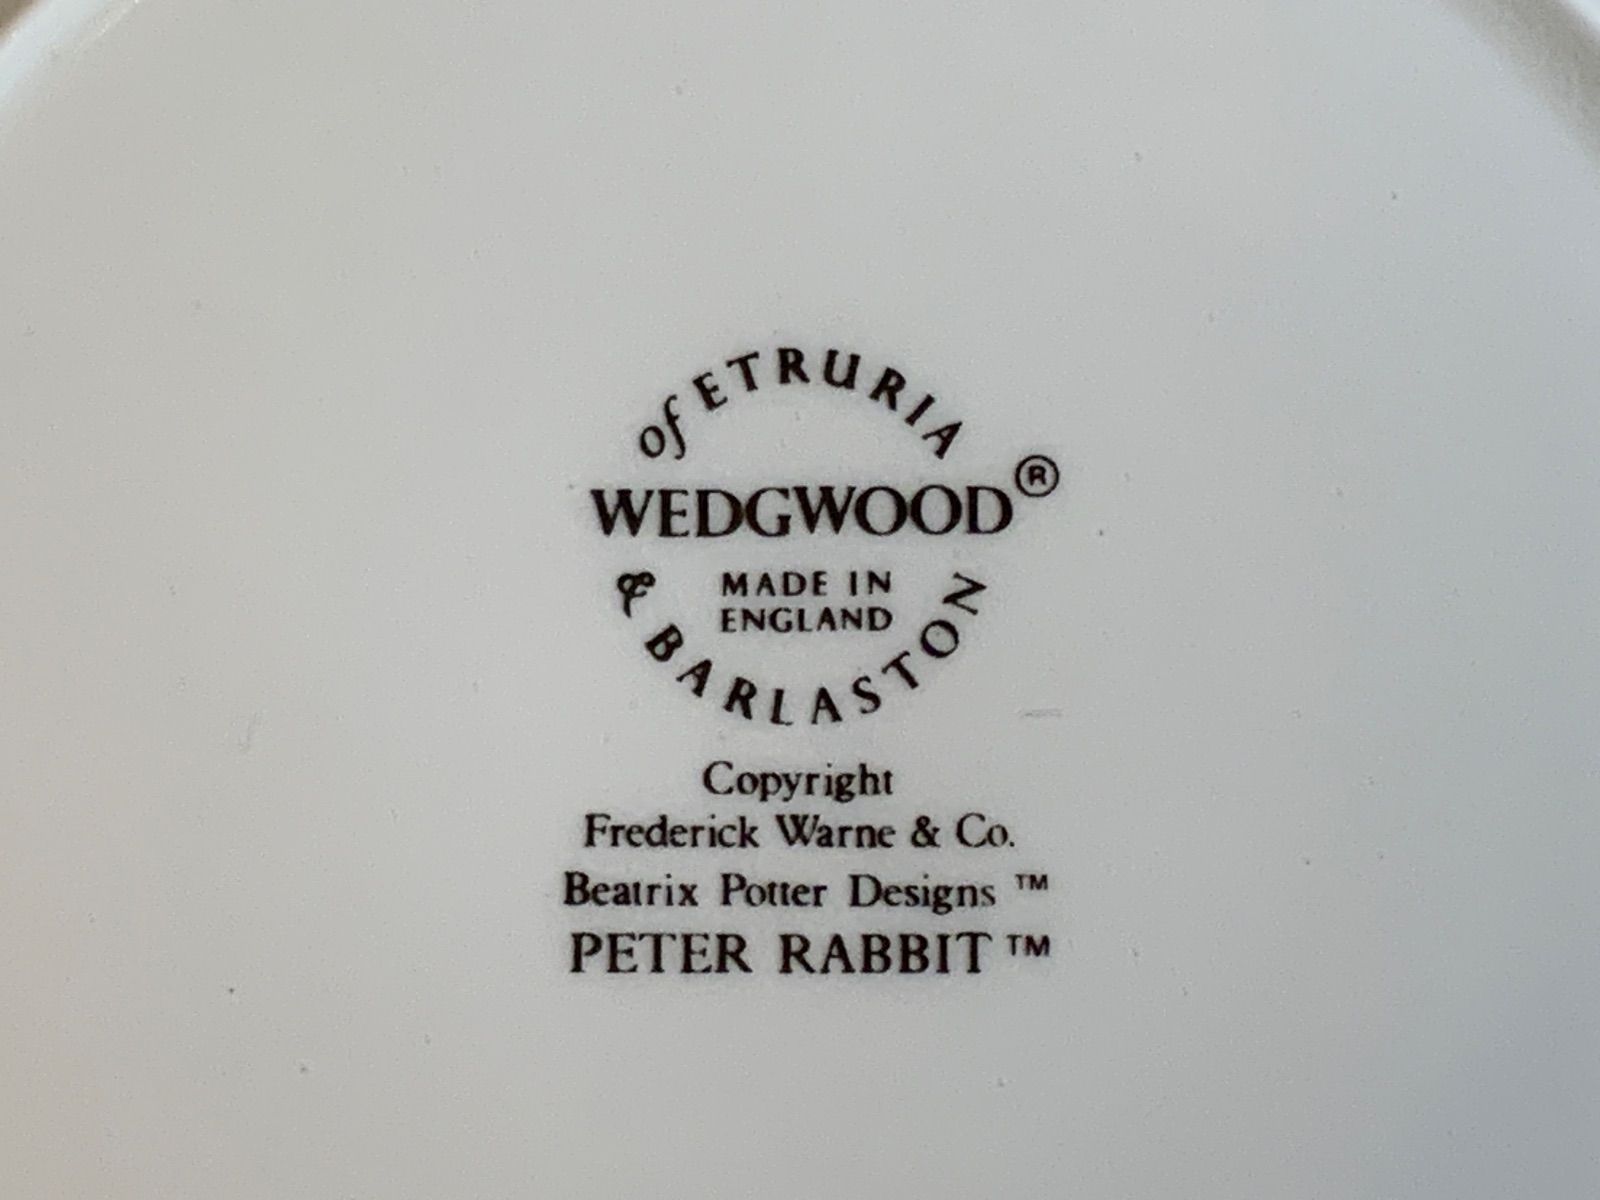 of ETRURIA
WEDGWOOD®
MADE IN
ENGLAND
& BARLASTON
Copyright
Frederick Warne & Co.
Beatrix Potter Designs ™
PETER RABBIT ™